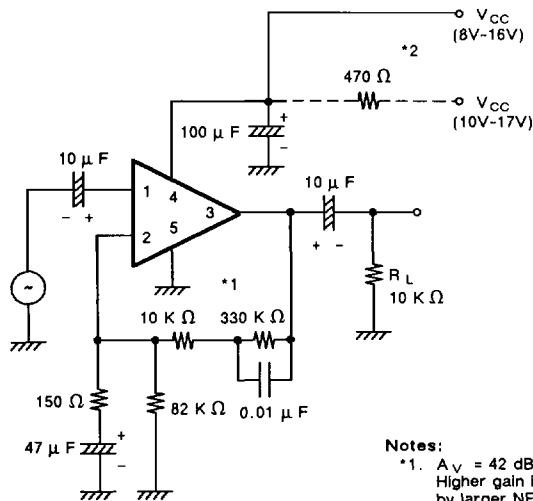 V CC
(8V-16V)
*2
470 Ω
V CC
(10V-17V)
100 μ F
+
-
10 μ F
- +
1
4
2
5
3
10 μ F
+ -
R L
10 K Ω
~
*1
10 K Ω
330 K Ω
0.01 μ F
150 Ω
82 K Ω
47 μ F
+
-
Notes:
*1. A V = 42 dB
Higher gain
by larger NF